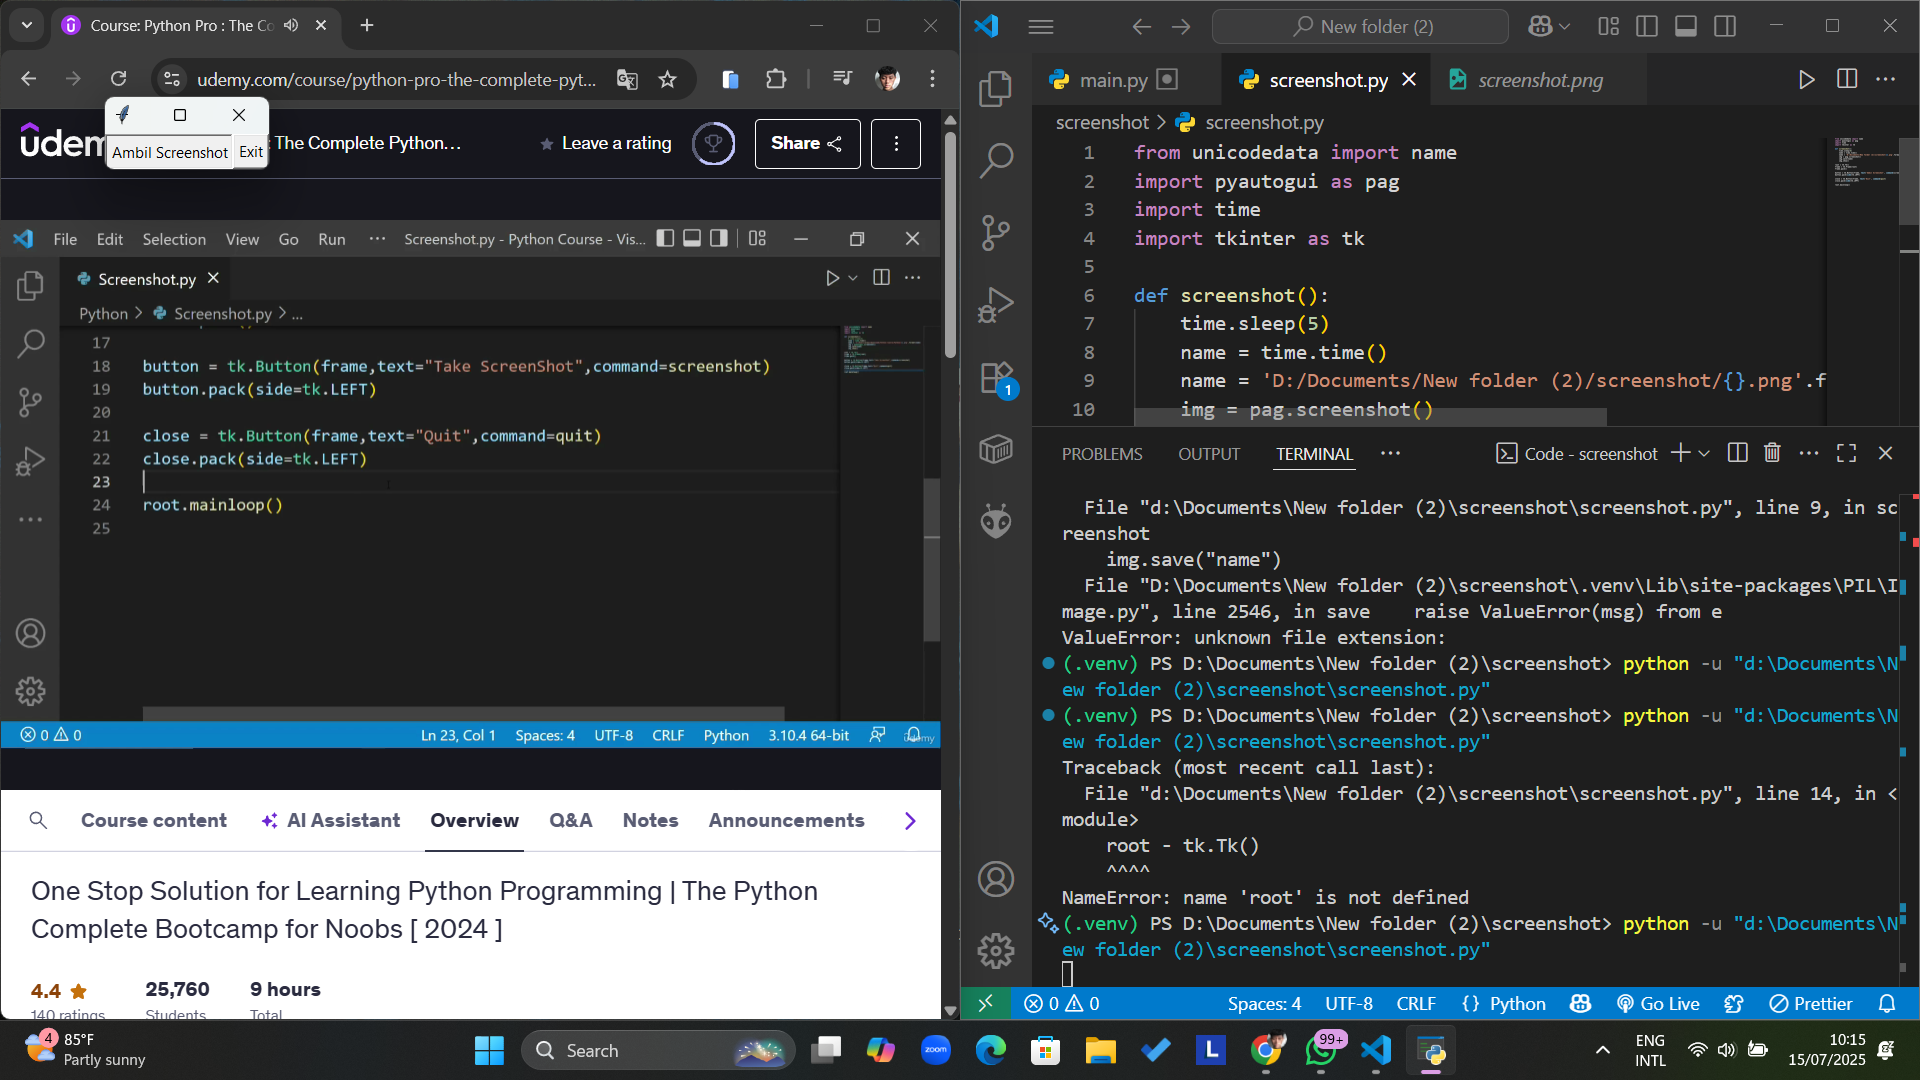 Course: Python Pro : The Co
udemy.com/course/python-pro-the-complete-pyt...
Ambil Screenshot Exit
The Complete Python...
Leave a rating
Share
File Edit Selection View Go Run ··· Screenshot.py - Python Course - Vis...
Screenshot.py
Python > Screenshot.py > ...
17
18 button = tk.Button(frame,text="Take ScreenShot",command=screenshot)
19 button.pack(side=tk.LEFT)
20
21 close = tk.Button(frame,text="Quit",command=quit)
22 close.pack(side=tk.LEFT)
23
24 root.mainloop()
25
0 0 Ln 23, Col 1 Spaces: 4 UTF-8 CRLF Python 3.10.4 64-bit
udemy
Course content AI Assistant Overview Q&A Notes Announcements
One Stop Solution for Learning Python Programming | The Python
Complete Bootcamp for Noobs [ 2024 ]
4.4 25,760 9 hours
140 ratings Students Total
New folder (2)
main.py screenshot.py screenshot.png
screenshot > screenshot.py
1 from unicodedata import name
2 import pyautogui as pag
3 import time
4 import tkinter as tk
5
6 def screenshot():
7 time.sleep(5)
8 name = time.time()
9 name = 'D:/Documents/New folder (2)/screenshot/{}.png'.f
10 img = pag.screenshot()
1
PROBLEMS OUTPUT TERMINAL ··· Code - screenshot
File "d:\Documents\New folder (2)\screenshot\screenshot.py", line 9, in sc
reenshot
img.save("name")
File "D:\Documents\New folder (2)\screenshot\.venv\Lib\site-packages\PIL\I
mage.py", line 2546, in save    raise ValueError(msg) from e
ValueError: unknown file extension:
(.venv) PS D:\Documents\New folder (2)\screenshot> python -u "d:\Documents\N
ew folder (2)\screenshot\screenshot.py"
(.venv) PS D:\Documents\New folder (2)\screenshot> python -u "d:\Documents\N
ew folder (2)\screenshot\screenshot.py"
Traceback (most recent call last):
File "d:\Documents\New folder (2)\screenshot\screenshot.py", line 14, in <
module>
root - tk.Tk()
^^^^
NameError: name 'root' is not defined
(.venv) PS D:\Documents\New folder (2)\screenshot> python -u "d:\Documents\N
ew folder (2)\screenshot\screenshot.py"
0 0 Spaces: 4 UTF-8 CRLF {} Python Go Live Prettier
4 85°F
Partly sunny
Search
zoom
L
99+
ENG
INTL
10:15
15/07/2025